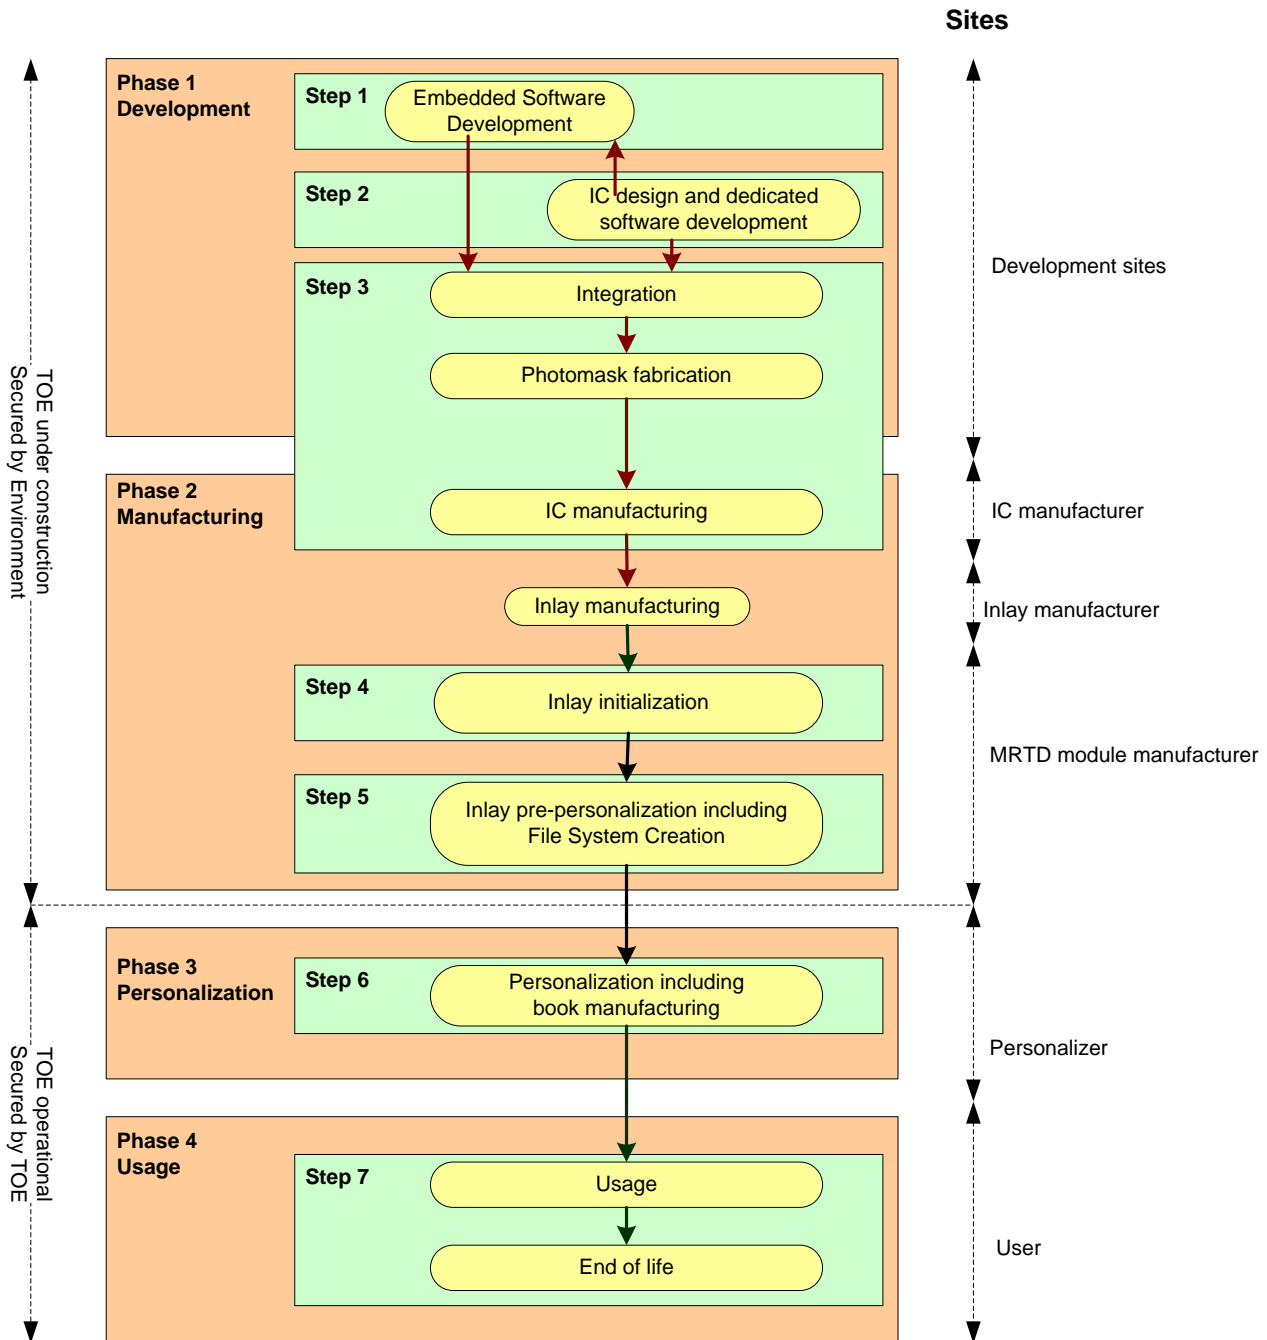 Sites
Phase 1
Development
Step 1
Embedded Software
Development
Step 2
IC design and dedicated
software development
Step 3
Integration
Development sites
Photomask fabrication
TOE under construction
Secured by Environment
Phase 2
Manufacturing
IC manufacturing
IC manufacturer
Inlay manufacturing
Inlay manufacturer
Step 4
Inlay initialization
MRTD module manufacturer
Step 5
Inlay pre-personalization including
File System Creation
Phase 3
Personalization
Step 6
Personalization including
book manufacturing
Personalizer
TOE operational
Secured by TOE
Phase 4
Usage
Step 7
Usage
User
End of life